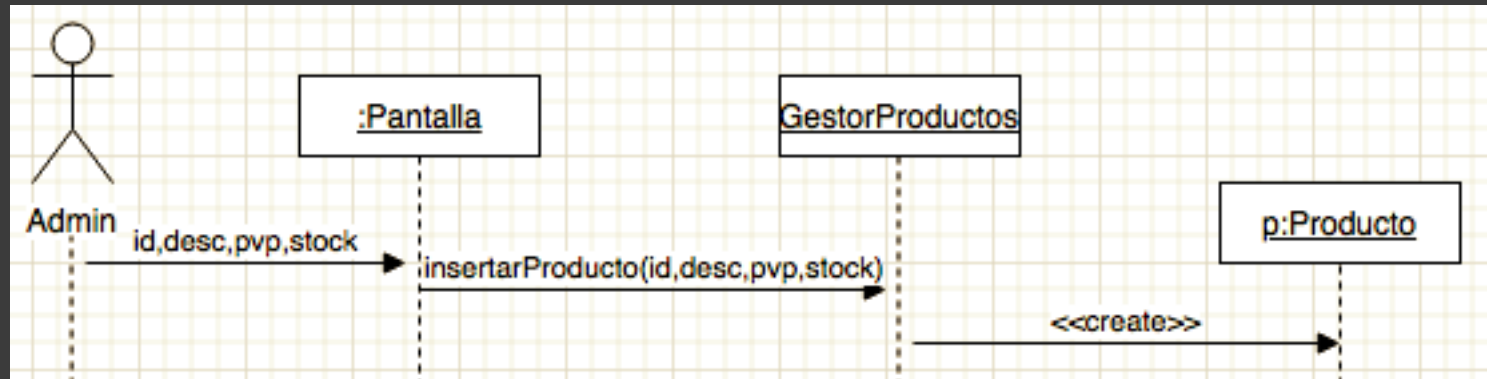 :Pantalla
GestorProductos
Admin
p:Producto
id,desc,pvp,stock
insertarProducto(id,desc,pvp,stock)
<<create>>